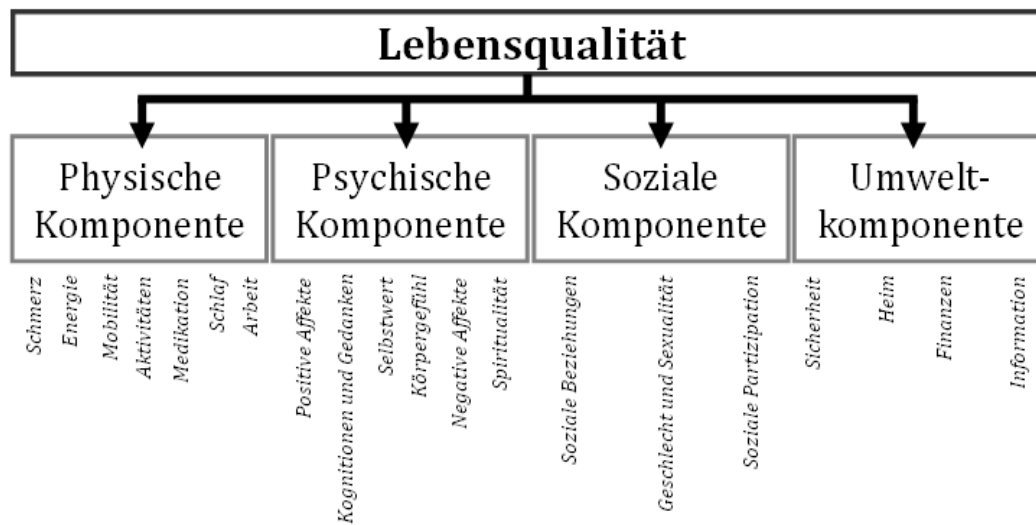 Lebensqualität
Physische
Komponente
Psychische
Komponente
Soziale
Komponente
Umwelt-
komponente
Schmerz
Energie
Mobilität
Aktivitäten
Medikation
Schlaf
Arbeit
Positive Affekte
Kognitionen und Gedanken
Selbstwert
Körpergefühl
Negative Affekte
Spiritualität
Soziale Beziehungen
Geschlecht und Sexualität
Soziale Partizipation
Sicherheit
Heim
Finanzen
Information